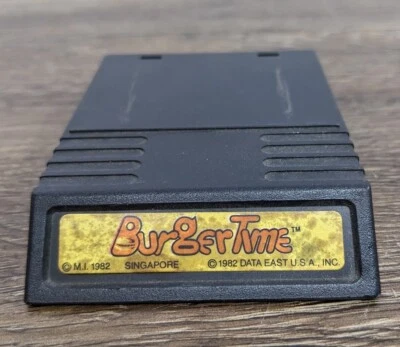 BurgerTime™
© M.I. 1982 SINGAPORE © 1982 DATA EAST U.S.A., INC.